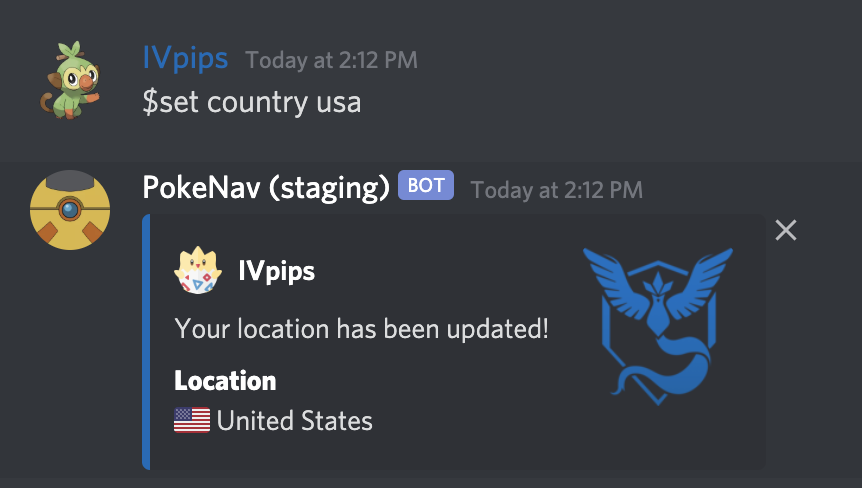 IVpips Today at 2:12 PM
$set country usa
PokeNav (staging) BOT Today at 2:12 PM
IVpips
Your location has been updated!
Location
United States